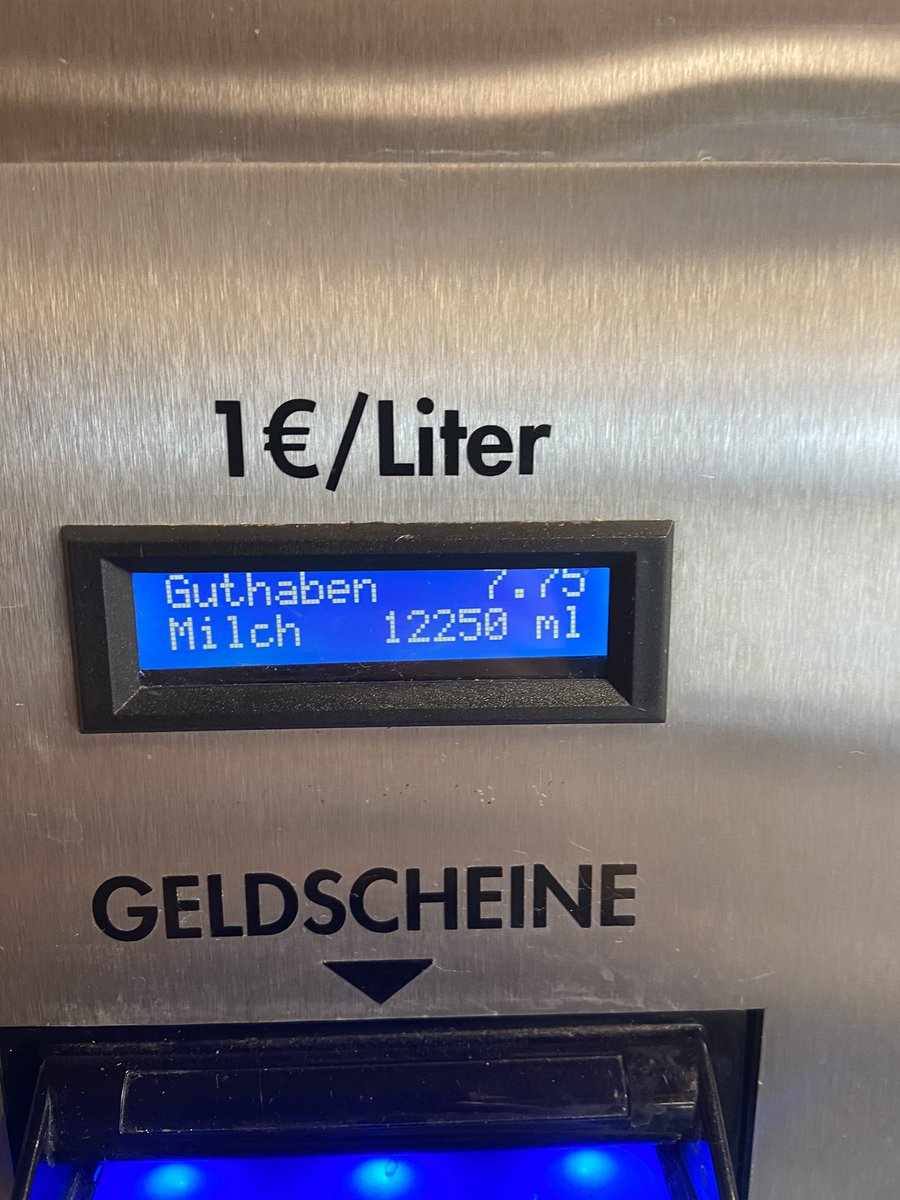 1€/Liter
Guthaben 7.75
Milch 12250 ml
GELDSCHEINE